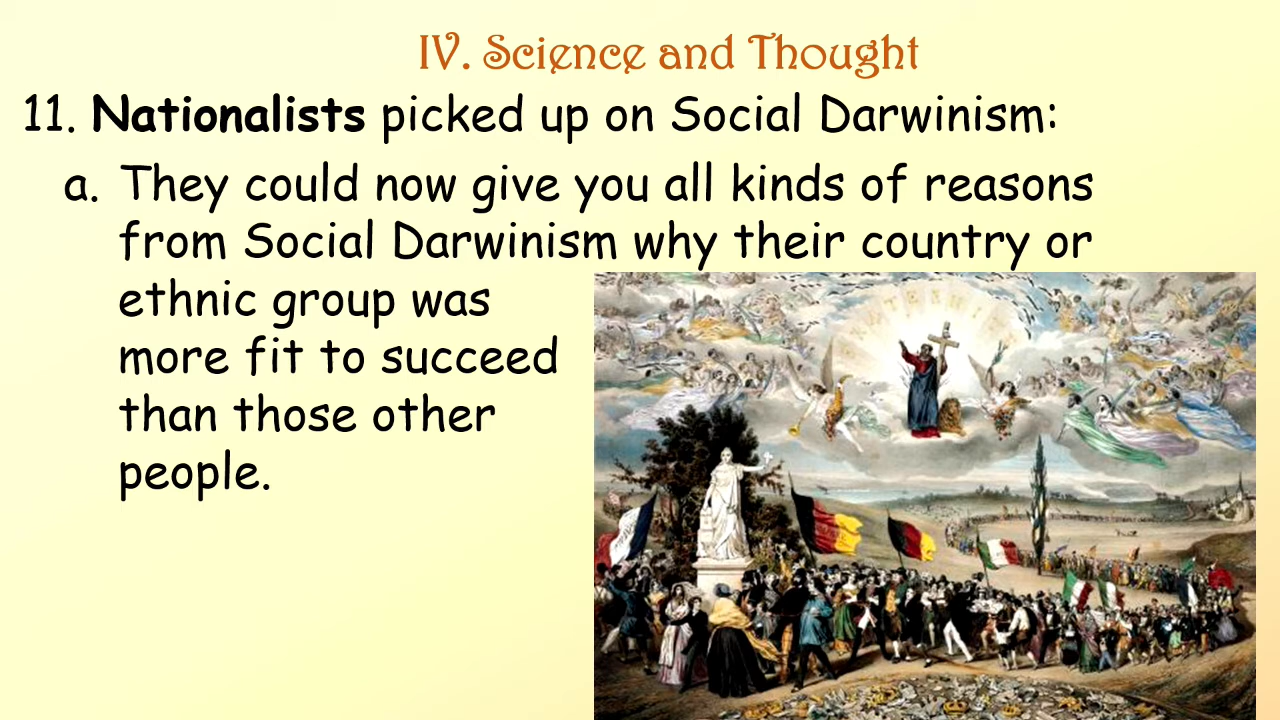 IV. Science and Thought
11. Nationalists picked up on Social Darwinism:
a. They could now give you all kinds of reasons
from Social Darwinism why their country or
ethnic group was
more fit to succeed
than those other
people.